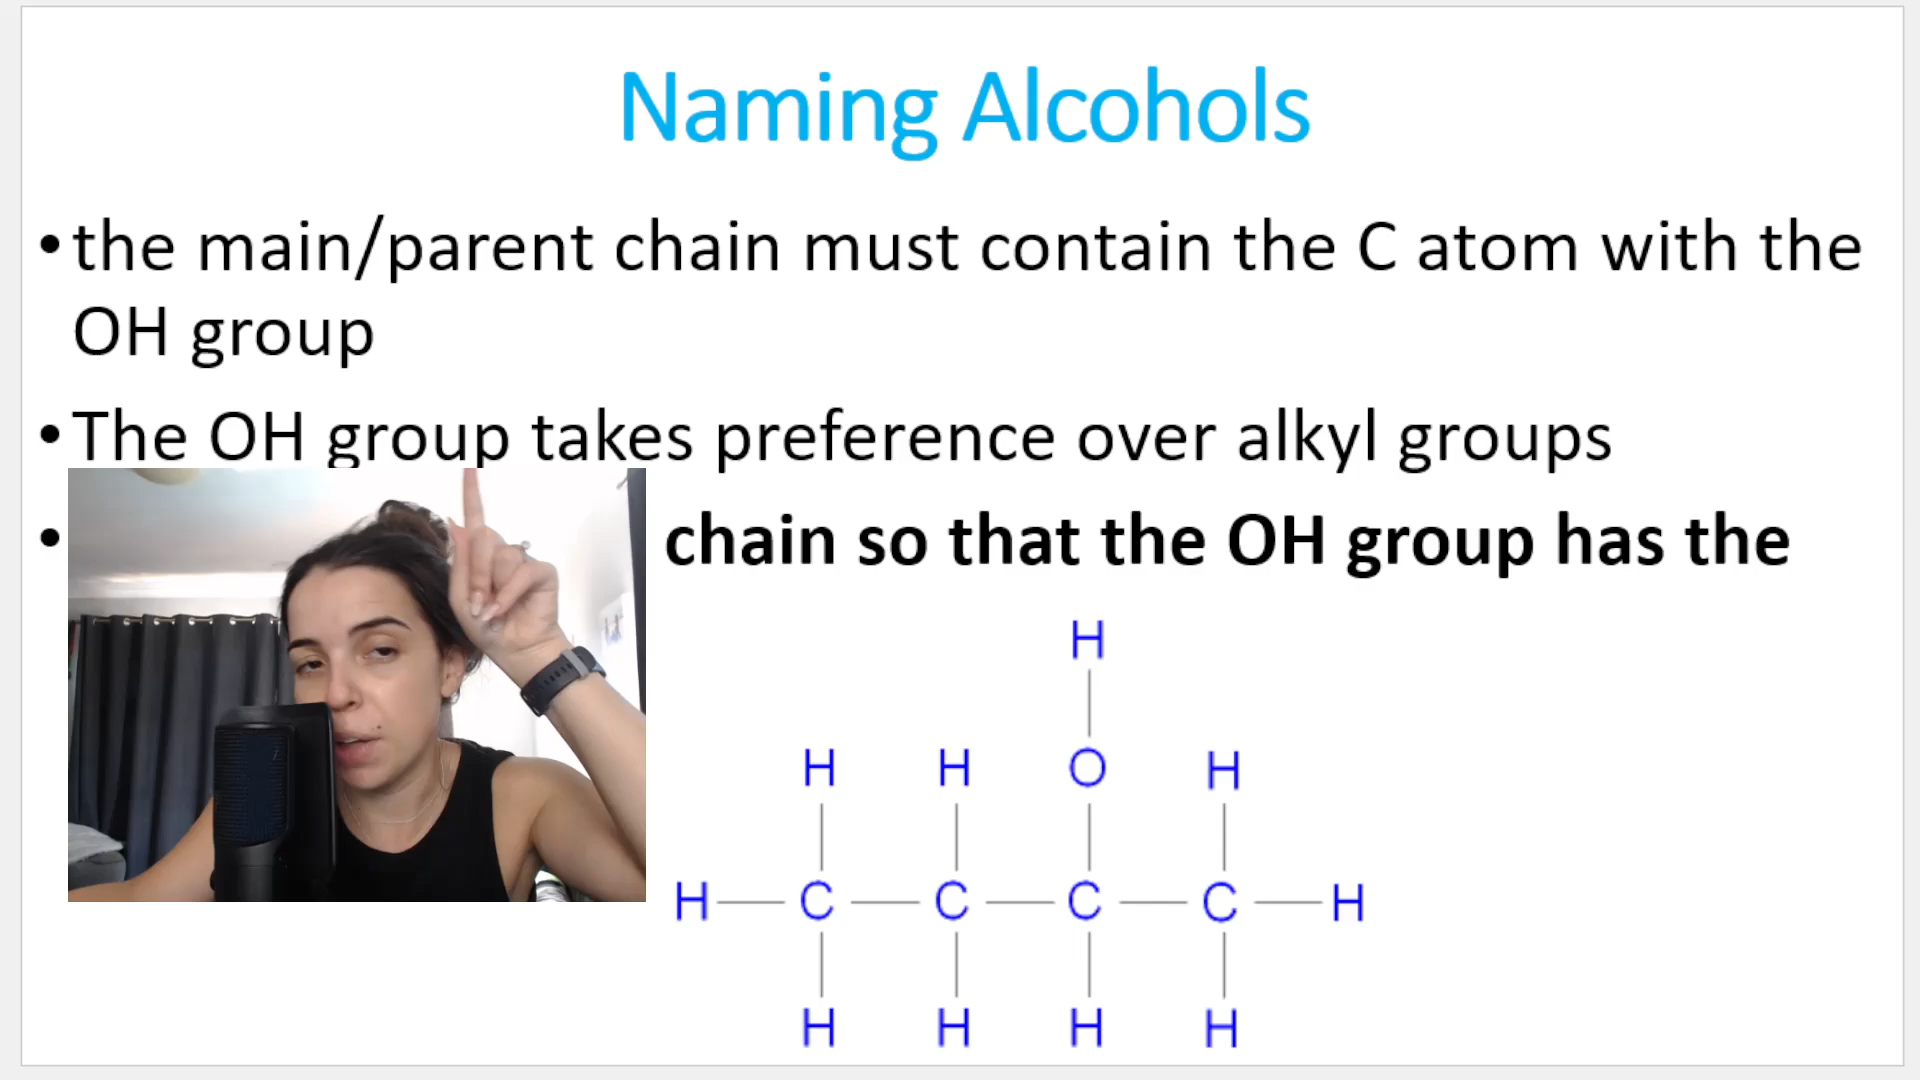 Naming Alcohols
• the main/parent chain must contain the C atom with the
OH group
• The OH group takes preference over alkyl groups
• chain so that the OH group has the
H
H H O H
H C C C C H
H H H H